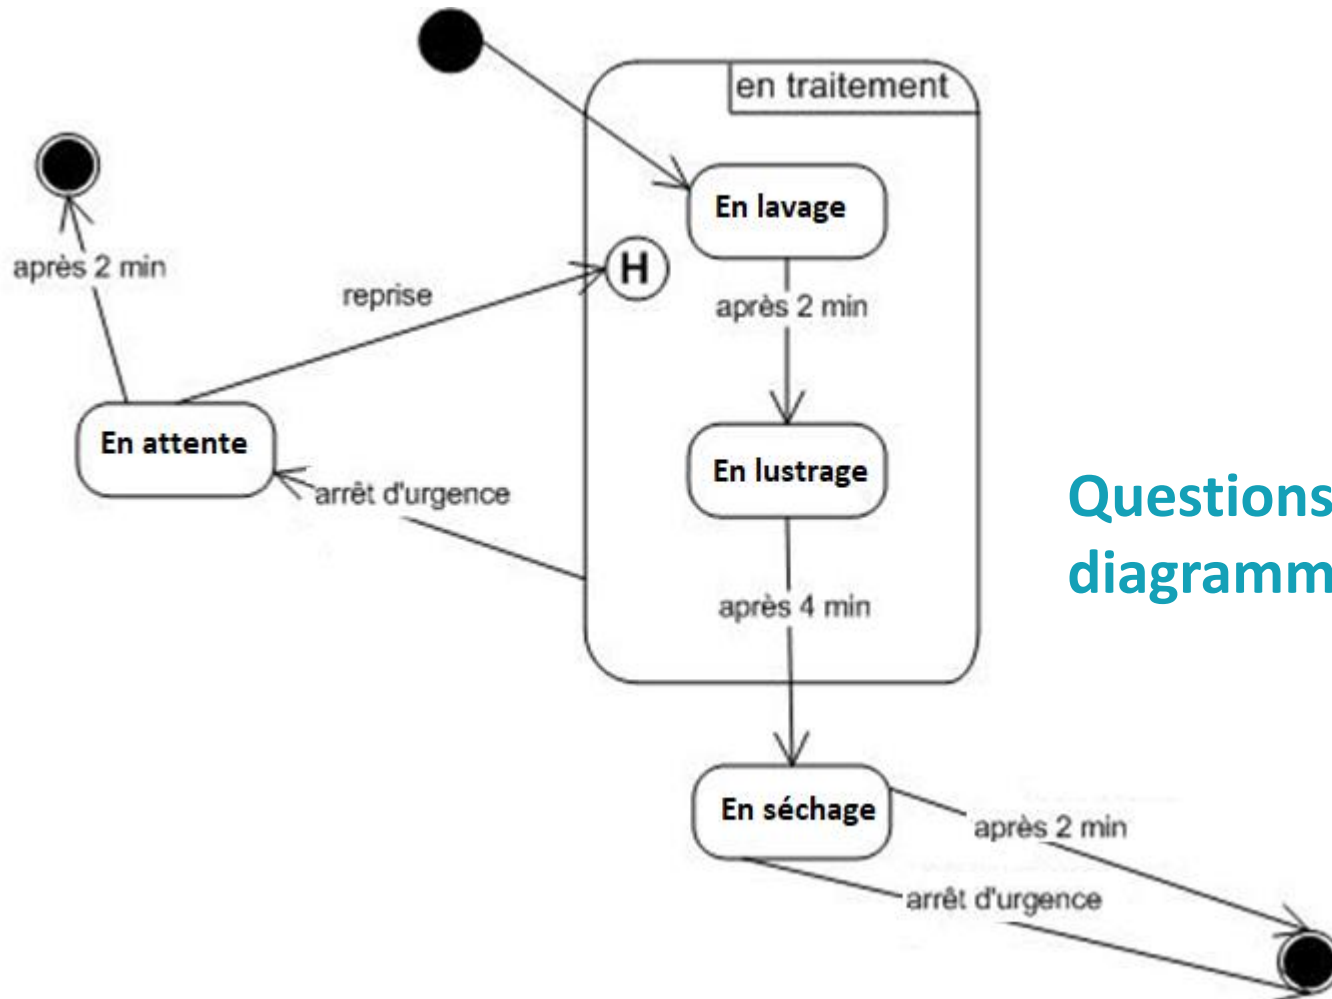 en traitement
En lavage
après 2 min
H
reprise
après 2 min
En attente
En lustrage
arrêt d'urgence
Questions
diagramm
après 4 min
En séchage
après 2 min
arrêt d'urgence